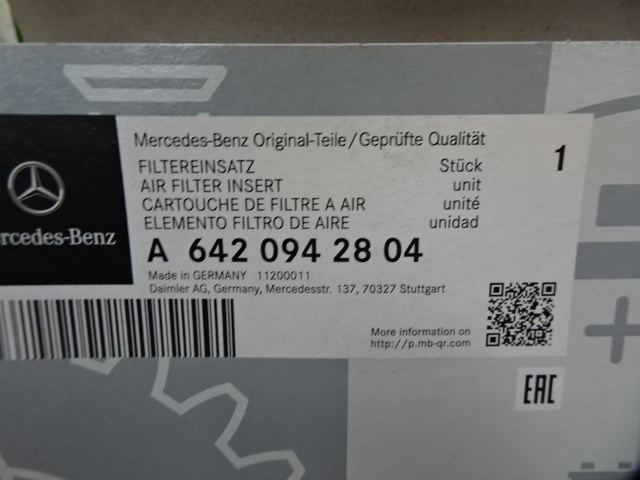 Mercedes-Benz Original-Teile/Geprüfte Qualität
FILTEREINSATZ Stück 1
AIR FILTER INSERT unit
CARTOUCHE DE FILTRE A AIR unité
ELEMENTO FILTRO DE AIRE unidad
rcedes-Benz
A 642 094 28 04
Made in GERMANY 11200011
Daimler AG, Germany, Mercedesstr. 137, 70327 Stuttgart
More information on
http://p.mb-qr.com
EAC